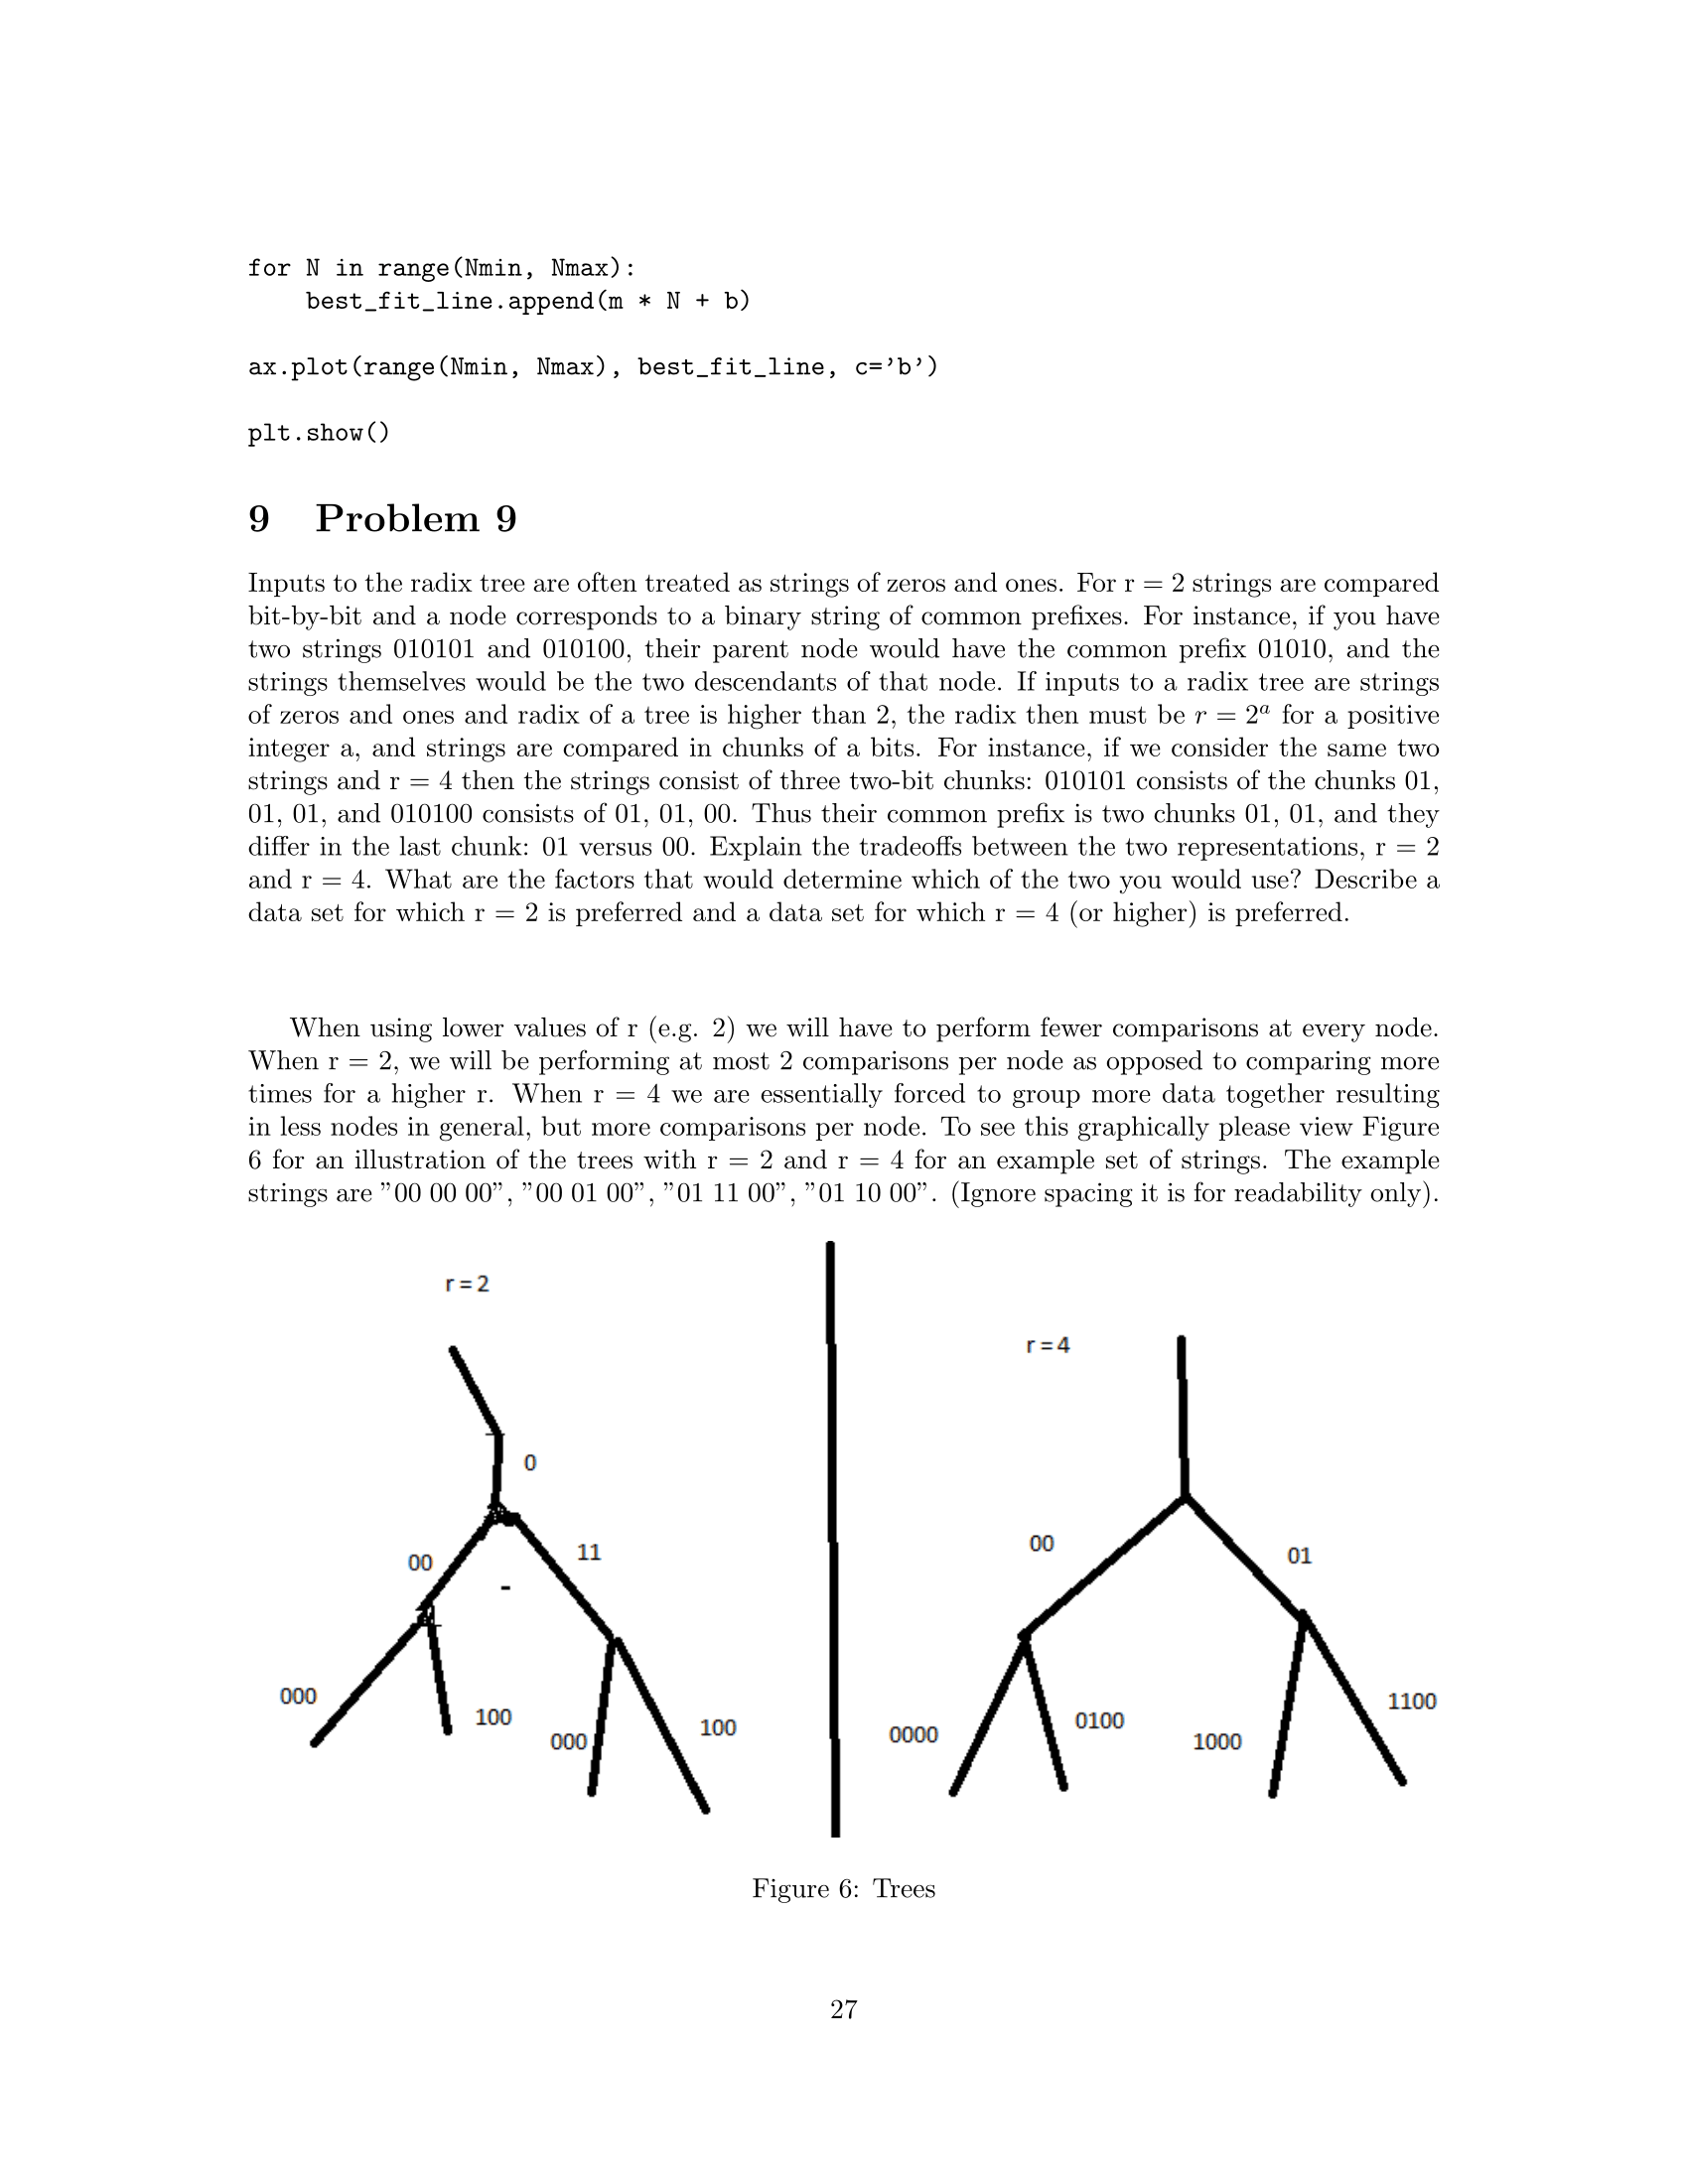 for N in range(Nmin, Nmax):
    best_fit_line.append(m * N + b)
ax.plot(range(Nmin, Nmax), best_fit_line, c='b')
plt.show()
9 Problem 9
Inputs to the radix tree are often treated as strings of zeros and ones. For r = 2 strings are compared
bit-by-bit and a node corresponds to a binary string of common prefixes. For instance, if you have
two strings 010101 and 010100, their parent node would have the common prefix 01010, and the
strings themselves would be the two descendants of that node. If inputs to a radix tree are strings
of zeros and ones and radix of a tree is higher than 2, the radix then must be r = 2^a for a positive
integer a, and strings are compared in chunks of a bits. For instance, if we consider the same two
strings and r = 4 then the strings consist of three two-bit chunks: 010101 consists of the chunks 01,
01, 01, and 010100 consists of 01, 01, 00. Thus their common prefix is two chunks 01, 01, and they
differ in the last chunk: 01 versus 00. Explain the tradeoffs between the two representations, r = 2
and r = 4. What are the factors that would determine which of the two you would use? Describe a
data set for which r = 2 is preferred and a data set for which r = 4 (or higher) is preferred.
When using lower values of r (e.g. 2) we will have to perform fewer comparisons at every node.
When r = 2, we will be performing at most 2 comparisons per node as opposed to comparing more
times for a higher r. When r = 4 we are essentially forced to group more data together resulting
in less nodes in general, but more comparisons per node. To see this graphically please view Figure
6 for an illustration of the trees with r = 2 and r = 4 for an example set of strings. The example
strings are ”00 00 00”, ”00 01 00”, ”01 11 00”, ”01 10 00”. (Ignore spacing it is for readability only).
r = 2
0
00
11
-
000
100
000
100
r = 4
00
01
0000
0100
1000
1100
Figure 6: Trees
27